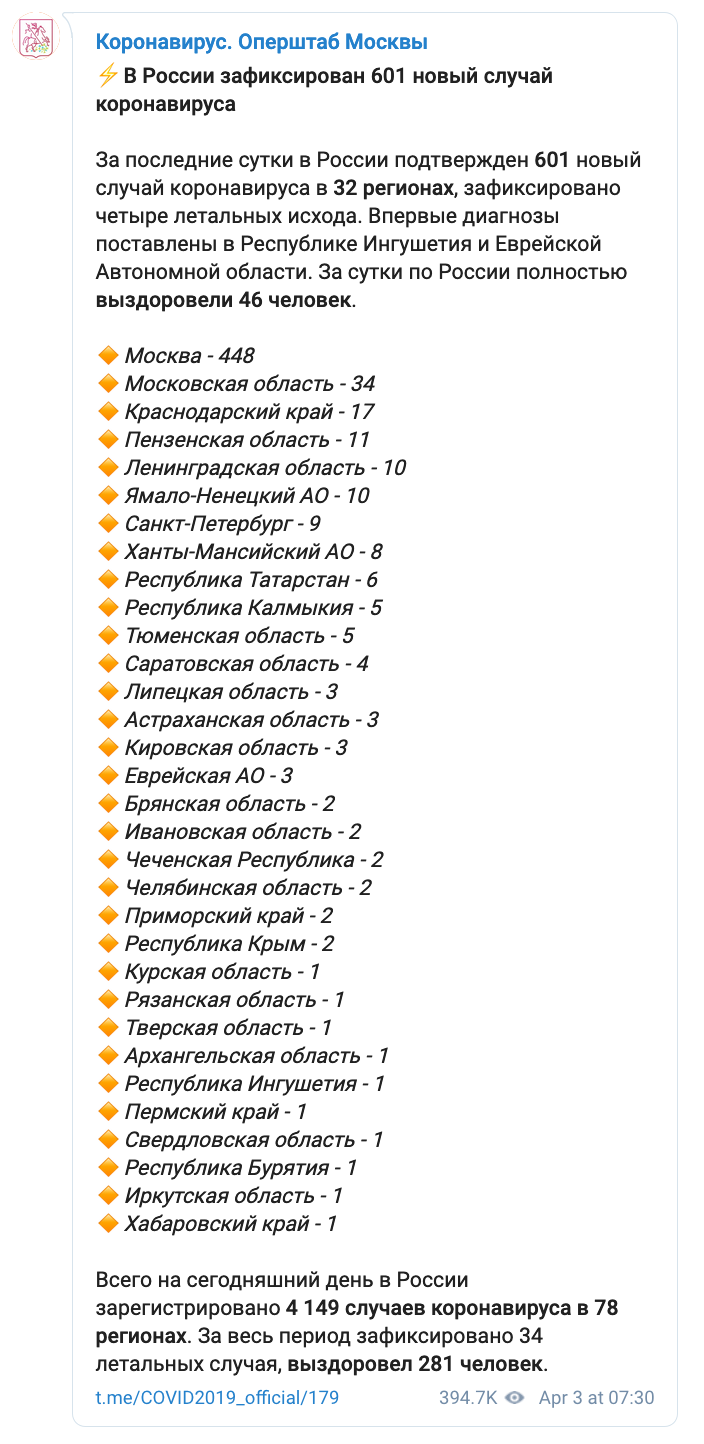 Коронавирус. Оперштаб Москвы
⚡В России зафиксирован 601 новый случай
коронавируса
За последние сутки в России подтвержден 601 новый
случай коронавируса в 32 регионах, зафиксировано
четыре летальных исхода. Впервые диагнозы
поставлены в Республике Ингушетия и Еврейской
Автономной области. За сутки по России полностью
выздоровели 46 человек.
🔸Москва - 448
🔸Московская область - 34
🔸Краснодарский край - 17
🔸Пензенская область - 11
🔸Ленинградская область - 10
🔸Ямало-Ненецкий АО - 10
🔸Санкт-Петербург - 9
🔸Ханты-Мансийский АО - 8
🔸Республика Татарстан - 6
🔸Республика Калмыкия - 5
🔸Тюменская область - 5
🔸Саратовская область - 4
🔸Липецкая область - 3
🔸Астраханская область - 3
🔸Кировская область - 3
🔸Еврейская АО - 3
🔸Брянская область - 2
🔸Ивановская область - 2
🔸Чеченская Республика - 2
🔸Челябинская область - 2
🔸Приморский край - 2
🔸Республика Крым - 2
🔸Курская область - 1
🔸Рязанская область - 1
🔸Тверская область - 1
🔸Архангельская область - 1
🔸Республика Ингушетия - 1
🔸Пермский край - 1
🔸Свердловская область - 1
🔸Республика Бурятия - 1
🔸Иркутская область - 1
🔸Хабаровский край - 1
Всего на сегодняшний день в России
зарегистрировано 4 149 случаев коронавируса в 78
регионах. За весь период зафиксировано 34
летальных случая, выздоровел 281 человек.
t.me/COVID2019_official/179 394.7K Apr 3 at 07:30